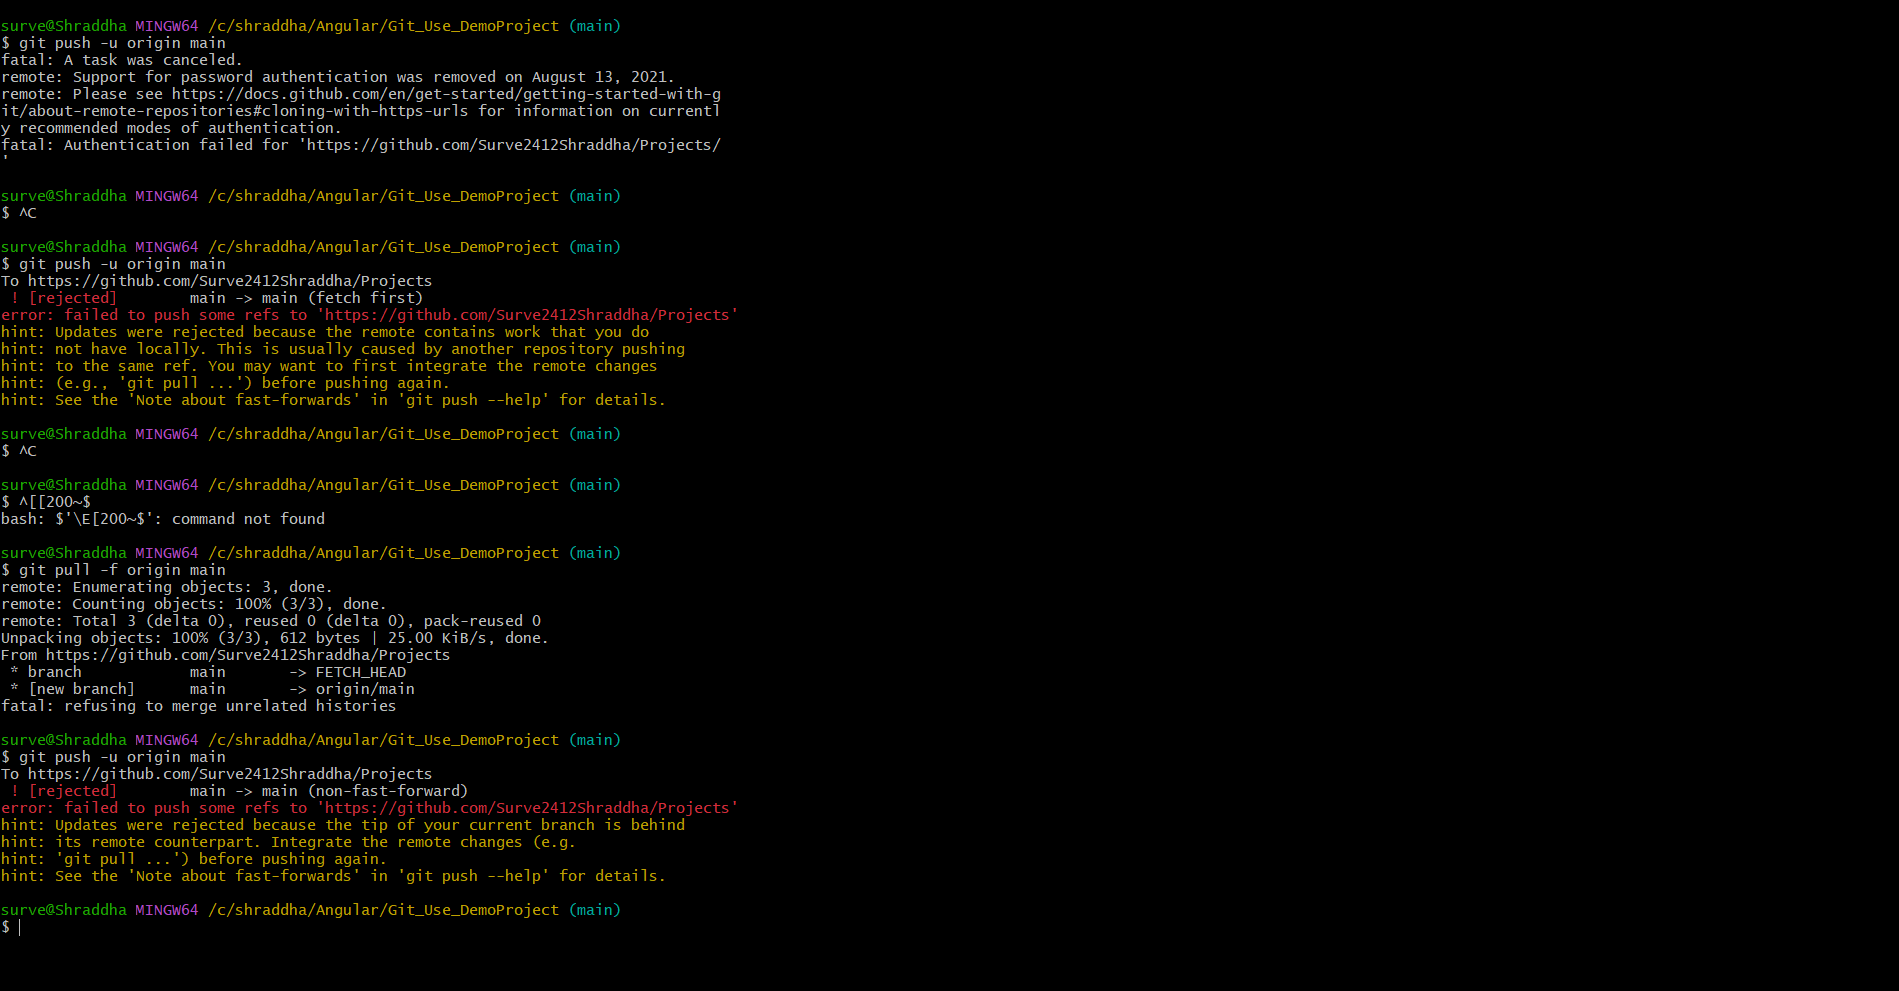 surve@Shraddha MINGW64 /c/shraddha/Angular/Git_Use_DemoProject (main)
$ git push -u origin main
fatal: A task was canceled.
remote: Support for password authentication was removed on August 13, 2021.
remote: Please see https://docs.github.com/en/get-started/getting-started-with-g
it/about-remote-repositories#cloning-with-https-urls for information on currentl
y recommended modes of authentication.
fatal: Authentication failed for 'https://github.com/Surve2412Shraddha/Projects/
'
surve@Shraddha MINGW64 /c/shraddha/Angular/Git_Use_DemoProject (main)
$ ^C
surve@Shraddha MINGW64 /c/shraddha/Angular/Git_Use_DemoProject (main)
$ git push -u origin main
To https://github.com/Surve2412Shraddha/Projects
 ! [rejected]        main -> main (fetch first)
error: failed to push some refs to 'https://github.com/Surve2412Shraddha/Projects'
hint: Updates were rejected because the remote contains work that you do
hint: not have locally. This is usually caused by another repository pushing
hint: to the same ref. You may want to first integrate the remote changes
hint: (e.g., 'git pull ...') before pushing again.
hint: See the 'Note about fast-forwards' in 'git push --help' for details.
surve@Shraddha MINGW64 /c/shraddha/Angular/Git_Use_DemoProject (main)
$ ^C
surve@Shraddha MINGW64 /c/shraddha/Angular/Git_Use_DemoProject (main)
$ ^[[200~$
bash: $'\E[200~$': command not found
surve@Shraddha MINGW64 /c/shraddha/Angular/Git_Use_DemoProject (main)
$ git pull -f origin main
remote: Enumerating objects: 3, done.
remote: Counting objects: 100% (3/3), done.
remote: Total 3 (delta 0), reused 0 (delta 0), pack-reused 0
Unpacking objects: 100% (3/3), 612 bytes | 25.00 KiB/s, done.
From https://github.com/Surve2412Shraddha/Projects
 * branch            main       -> FETCH_HEAD
 * [new branch]      main       -> origin/main
fatal: refusing to merge unrelated histories
surve@Shraddha MINGW64 /c/shraddha/Angular/Git_Use_DemoProject (main)
$ git push -u origin main
To https://github.com/Surve2412Shraddha/Projects
 ! [rejected]        main -> main (non-fast-forward)
error: failed to push some refs to 'https://github.com/Surve2412Shraddha/Projects'
hint: Updates were rejected because the tip of your current branch is behind
hint: its remote counterpart. Integrate the remote changes (e.g.
hint: 'git pull ...') before pushing again.
hint: See the 'Note about fast-forwards' in 'git push --help' for details.
surve@Shraddha MINGW64 /c/shraddha/Angular/Git_Use_DemoProject (main)
$